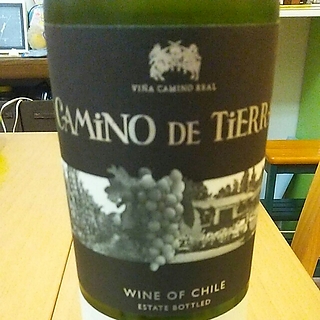 VIÑA CAMINO REAL
CAMiNO DE TiERR
WINE OF CHILE
ESTATE BOTTLED